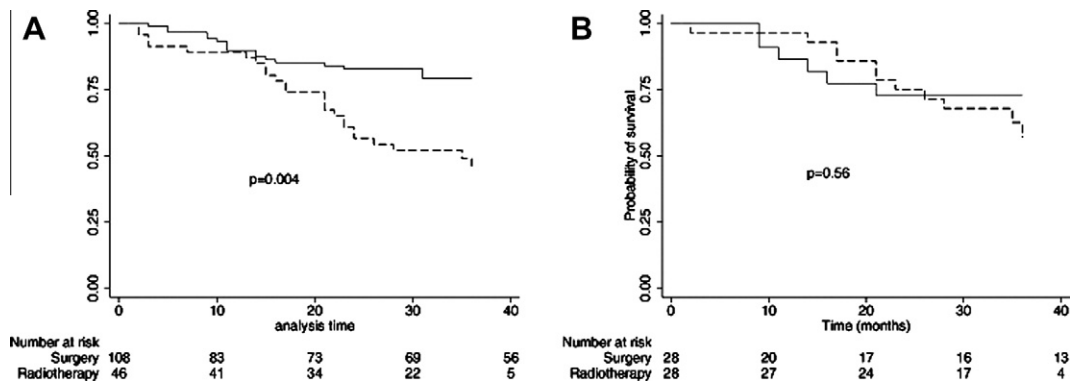 A
1.00
0.75
0.50
0.25
0.00
p=0.004
0 10 20 30 40
analysis time
Number at risk
Surgery 108 83 73 69 56
Radiotherapy 46 41 34 22 5
B
Probability of survival
1.00
0.75
0.50
0.25
0.00
p=0.56
0 10 20 30 40
Time (months)
Number at risk
Surgery 28 20 17 16 13
Radiotherapy 28 27 24 17 4